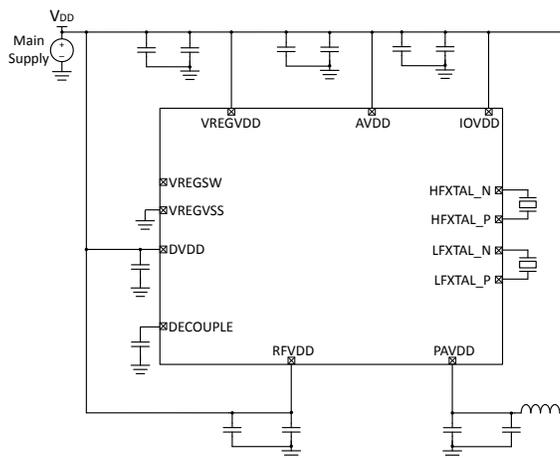 VDD
Main
Supply
+
−
VREGVDD
AVDD
IOVDD
VREGSW
HFXTAL_N
VREGVSS
HFXTAL_P
DVDD
LFXTAL_N
LFXTAL_P
DECOUPLE
RFVDD
PAVDD